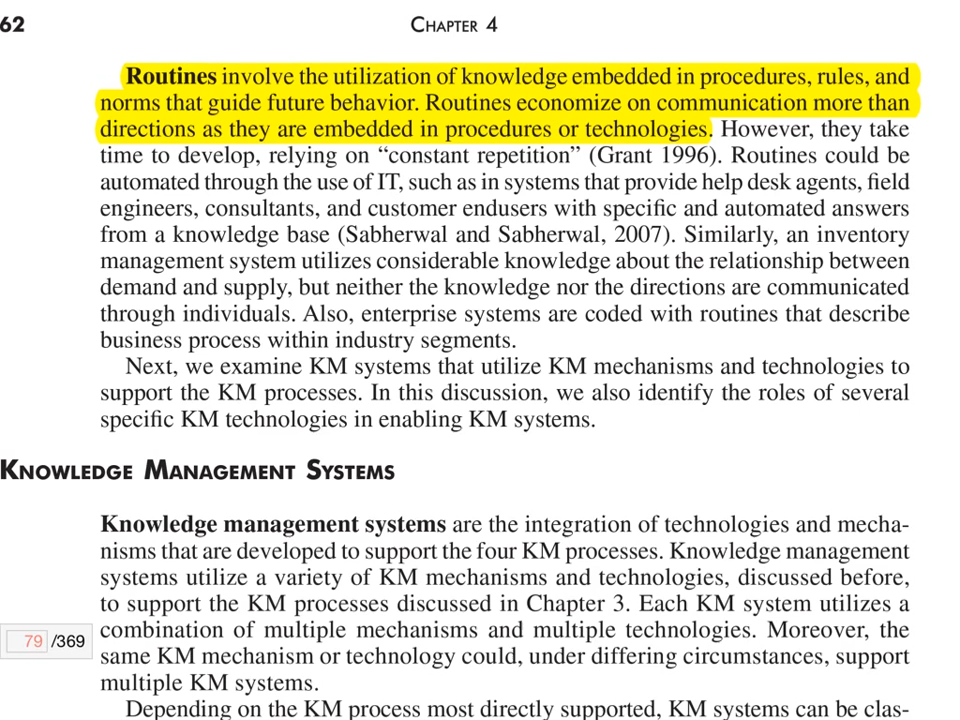 62
CHAPTER 4
Routines involve the utilization of knowledge embedded in procedures, rules, and
norms that guide future behavior. Routines economize on communication more than
directions as they are embedded in procedures or technologies. However, they take
time to develop, relying on “constant repetition” (Grant 1996). Routines could be
automated through the use of IT, such as in systems that provide help desk agents, field
engineers, consultants, and customer endusers with specific and automated answers
from a knowledge base (Sabherwal and Sabherwal, 2007). Similarly, an inventory
management system utilizes considerable knowledge about the relationship between
demand and supply, but neither the knowledge nor the directions are communicated
through individuals. Also, enterprise systems are coded with routines that describe
business process within industry segments.
Next, we examine KM systems that utilize KM mechanisms and technologies to
support the KM processes. In this discussion, we also identify the roles of several
specific KM technologies in enabling KM systems.
KNOWLEDGE MANAGEMENT SYSTEMS
Knowledge management systems are the integration of technologies and mecha-
nisms that are developed to support the four KM processes. Knowledge management
systems utilize a variety of KM mechanisms and technologies, discussed before,
to support the KM processes discussed in Chapter 3. Each KM system utilizes a
79 /369
combination of multiple mechanisms and multiple technologies. Moreover, the
same KM mechanism or technology could, under differing circumstances, support
multiple KM systems.
Depending on the KM process most directly supported, KM systems can be clas-